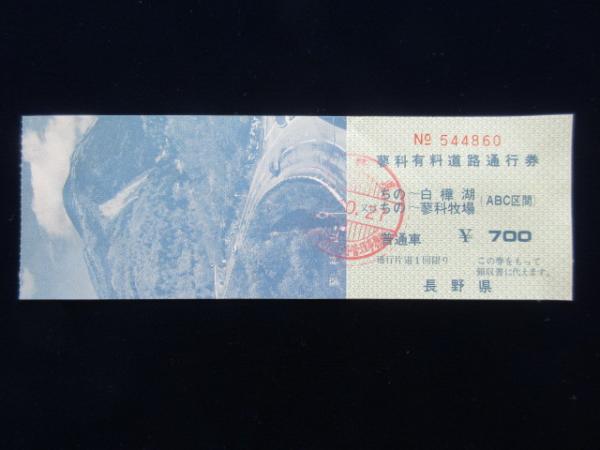 No 544860
蓼科有料道路通行券
ちの～白樺湖
又は
ちの～蓼科牧場
(ABC区間)
普通車 ¥ 700
通行片道1回限り
この券をもって
領収書に代えます。
長野県